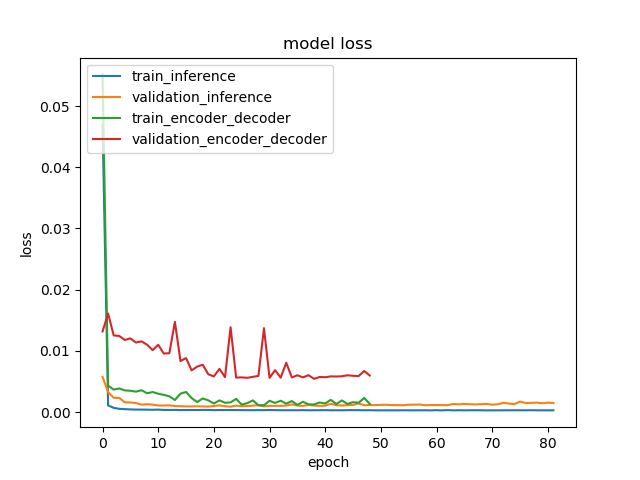 model loss
train_inference
validation_inference
train_encoder_decoder
validation_encoder_decoder
0.05
0.04
0.03
0.02
0.01
0.00
loss
0 10 20 30 40 50 60 70 80
epoch